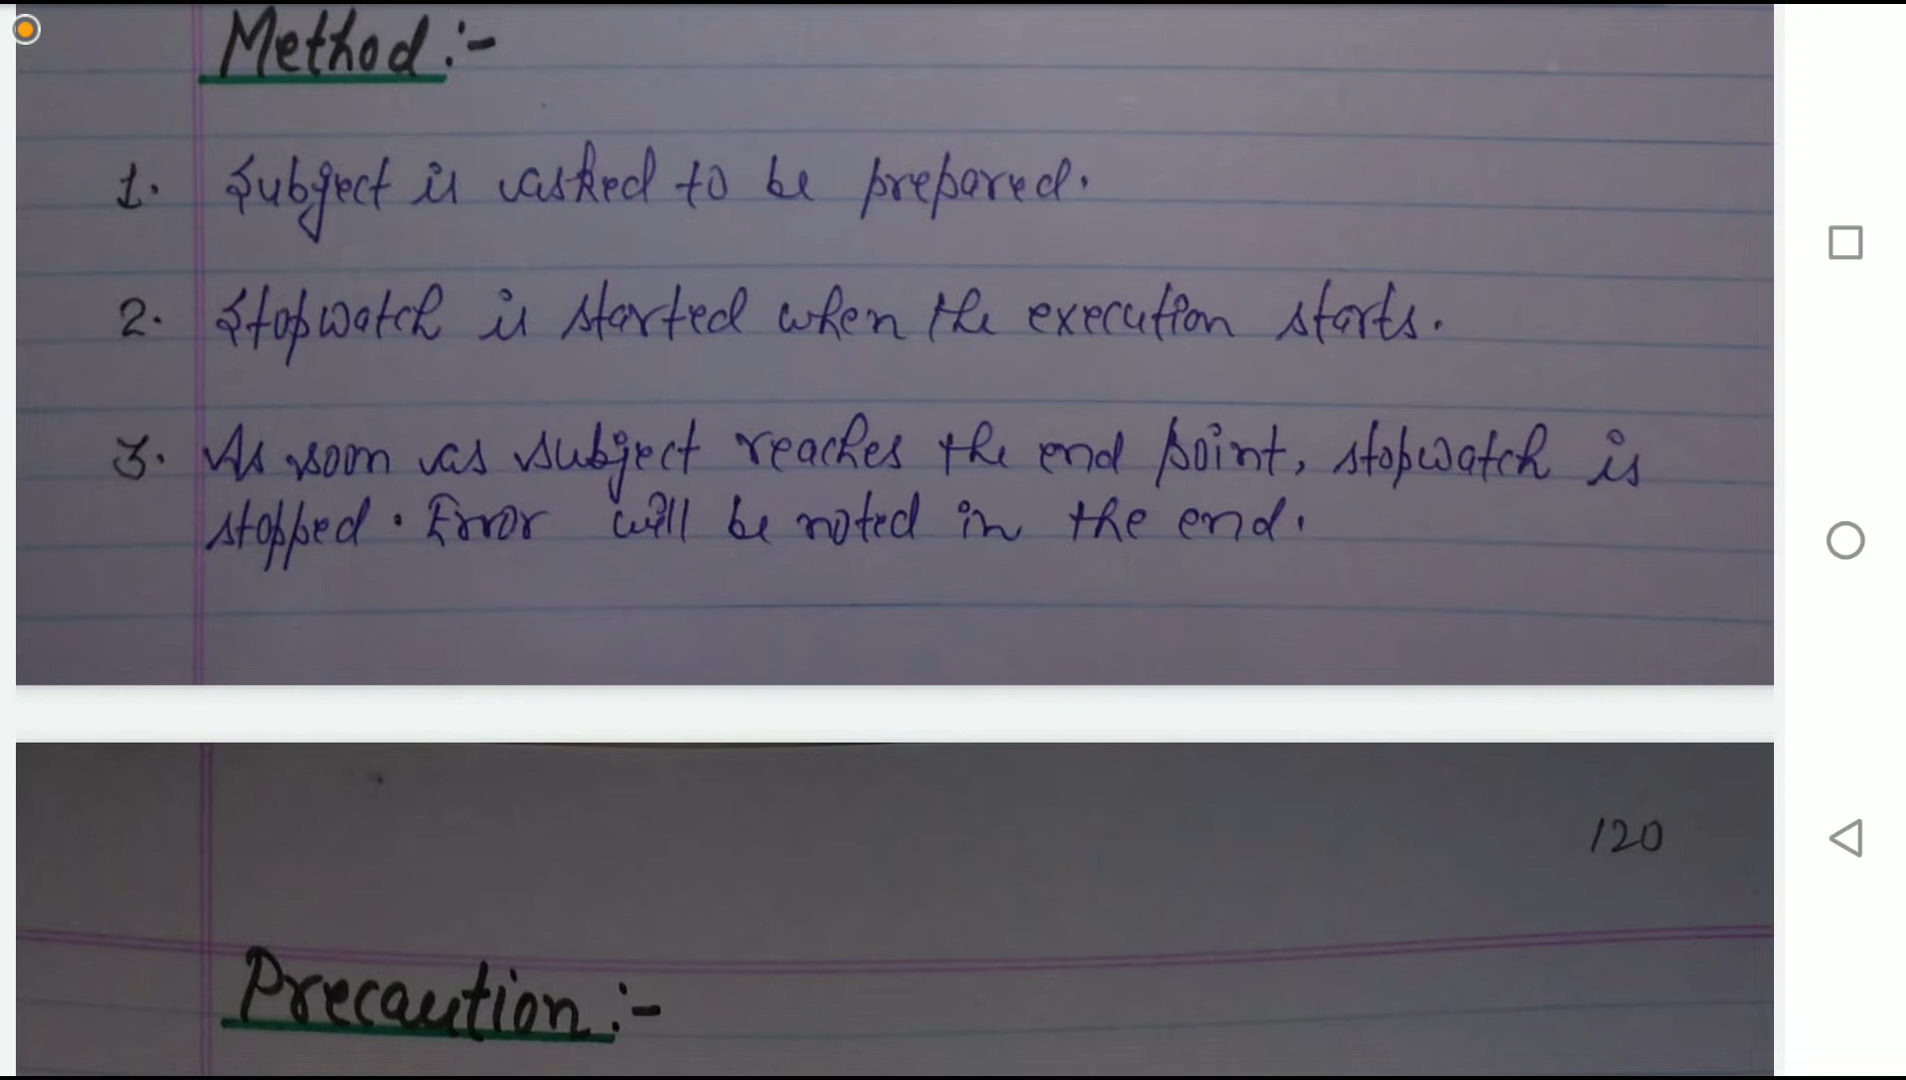 Method:-
1. Subject is asked to be prepared.
2. Stopwatch is started when the execution starts.
3. As soon as subject reaches the end point, stopwatch is
stopped. Error will be noted in the end.
120
Precaution:-